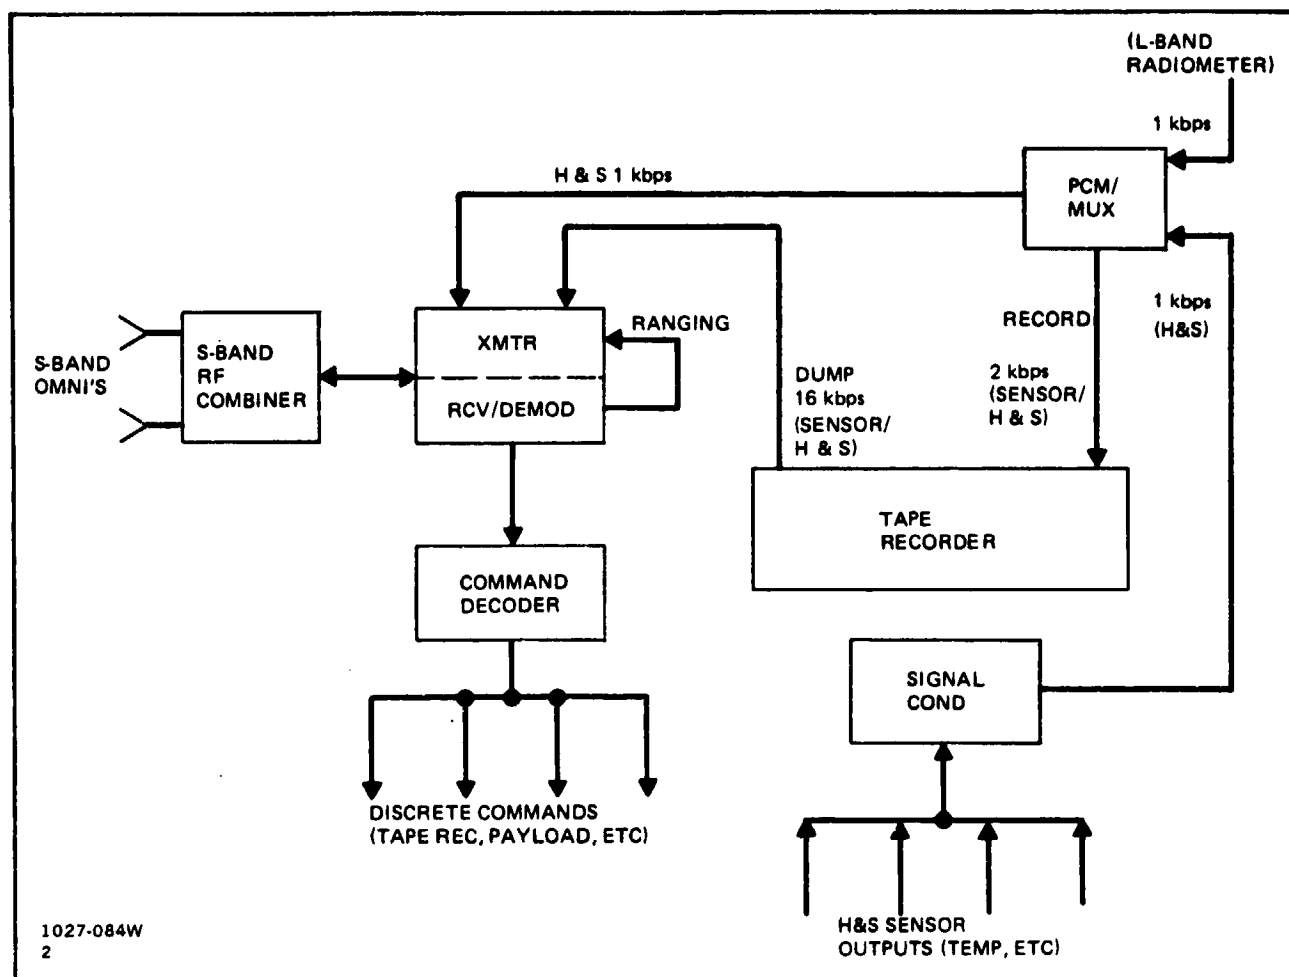 (L-BAND
RADIOMETER)
1 kbps
H & S 1 kbps
PCM/
MUX
1 kbps
(H&S)
RECORD
2 kbps
(SENSOR/
H & S)
RANGING
XMTR
RCV/DEMOD
S-BAND
OMNI'S
S-BAND
RF
COMBINER
DUMP
16 kbps
(SENSOR/
H & S)
TAPE
RECORDER
COMMAND
DECODER
SIGNAL
COND
DISCRETE COMMANDS
(TAPE REC, PAYLOAD, ETC)
H&S SENSOR
OUTPUTS (TEMP, ETC)
1027-084W
2